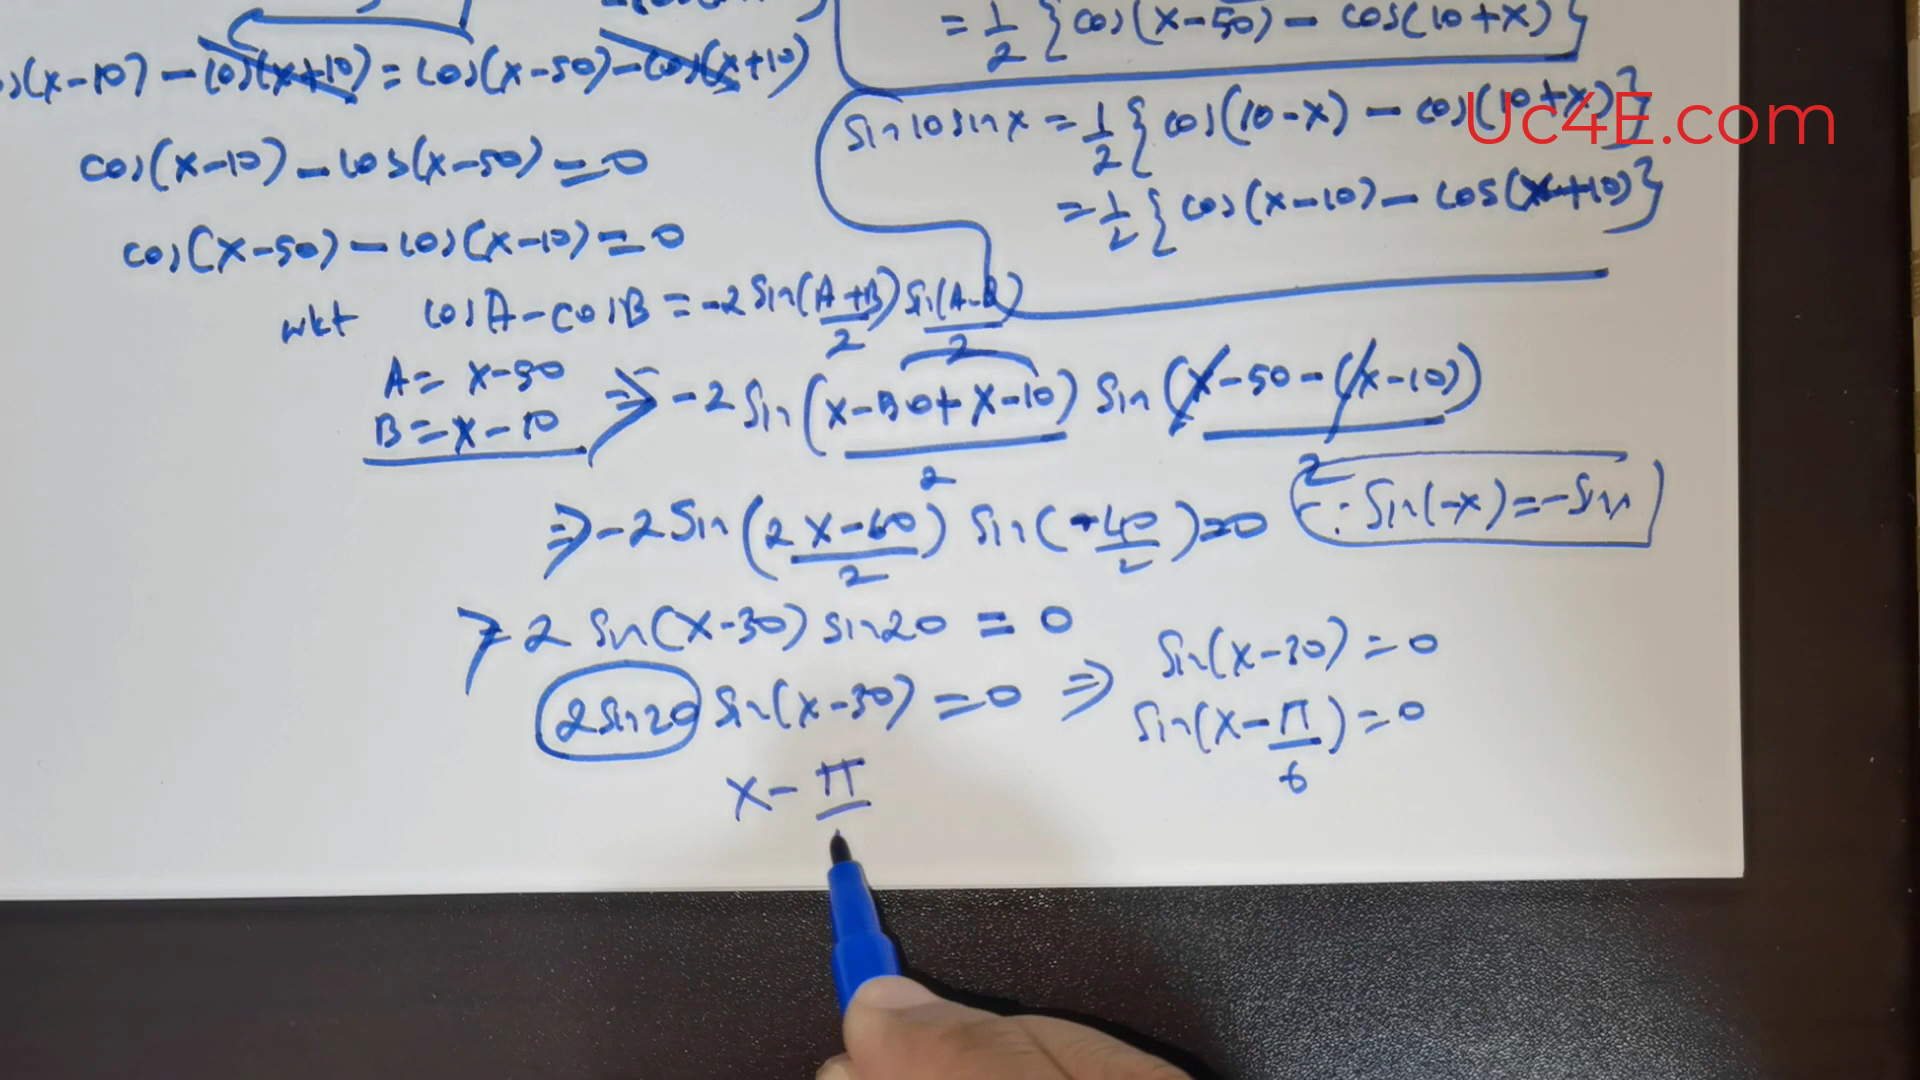 = 1/2 {cos(x-50) - cos(10+x)}
cos(x-10) - cos(x+10) = cos(x-50) - cos(x+10)
Uc4E.com
sin10sinx = 1/2 {cos(10-x) - cos(10+x)}
cos(x-10) - cos(x-50) = 0
= 1/2 {cos(x-10) - cos(x+10)}
cos(x-50) - cos(x-10) = 0
wkt cosA - cosB = -2 sin(A+B)/2 sin(A-B)/2
A = x-50
B = x-10
⇒ -2 sin(x-50+x-10)/2 sin(x-50-(x-10))/2
⇒ -2 sin(2x-60/2) sin(-40/2) = 0
∵ sin(-x) = -sin
2 sin(x-30) sin20 = 0
2sin20 sin(x-30) = 0 ⇒ sin(x-30) = 0
sin(x-π/6) = 0
x - π